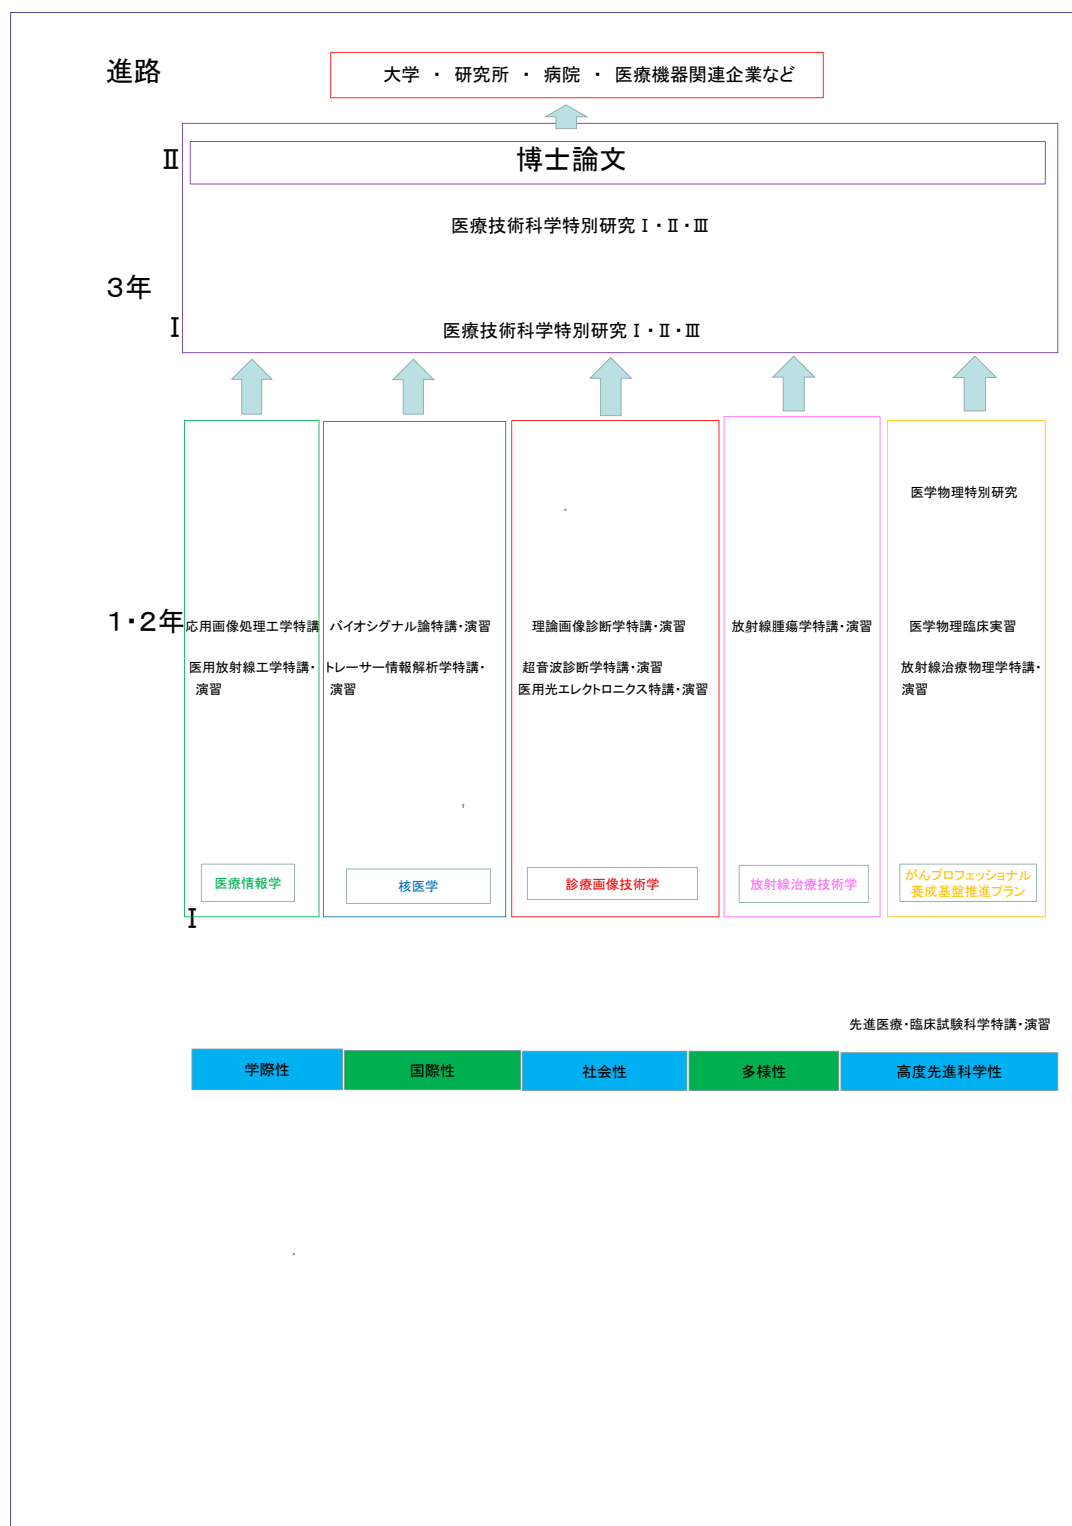 進路
大学 ・ 研究所 ・ 病院 ・ 医療機器関連企業など
Ⅱ
博士論文
医療技術科学特別研究Ⅰ・Ⅱ・Ⅲ
3年
Ⅰ
医療技術科学特別研究Ⅰ・Ⅱ・Ⅲ
医学物理特別研究
1・2年
応用画像処理工学特講
医用放射線工学特講・
演習
バイオシグナル論特講・演習
トレーサー情報解析学特講・
演習
理論画像診断学特講・演習
超音波診断学特講・演習
医用光エレクトロニクス特講・演習
放射線腫瘍学特講・演習
医学物理臨床実習
放射線治療物理学特講・
演習
医療情報学
核医学
診療画像技術学
放射線治療技術学
がんプロフェッショナル
養成基盤推進プラン
Ⅰ
先進医療・臨床試験科学特講・演習
学際性
国際性
社会性
多様性
高度先進科学性